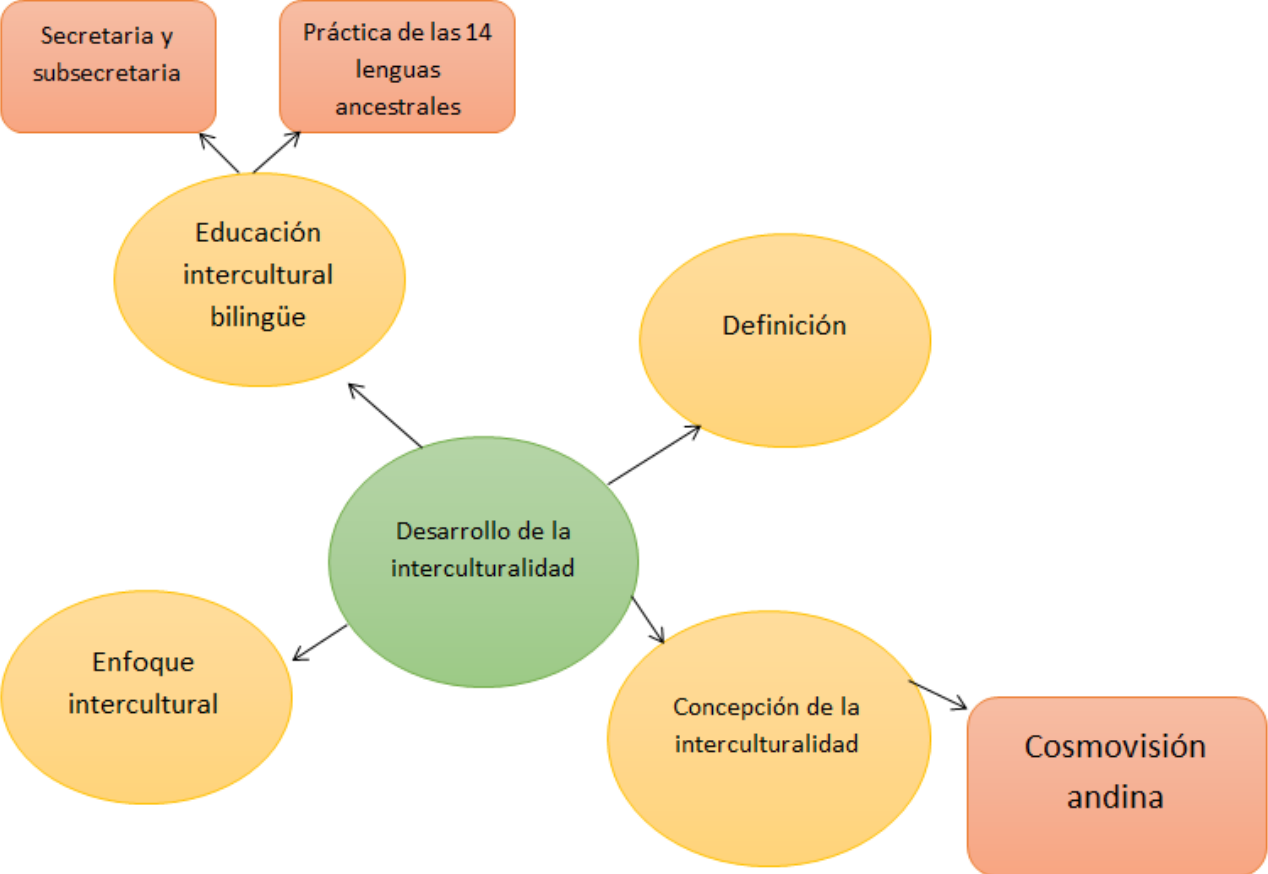 Secretaria y
subsecretaria
Práctica de las 14
lenguas
ancestrales
Educación
intercultural
bilingüe
Definición
Desarrollo de la
interculturalidad
Enfoque
intercultural
Concepción de la
interculturalidad
Cosmovisión
andina